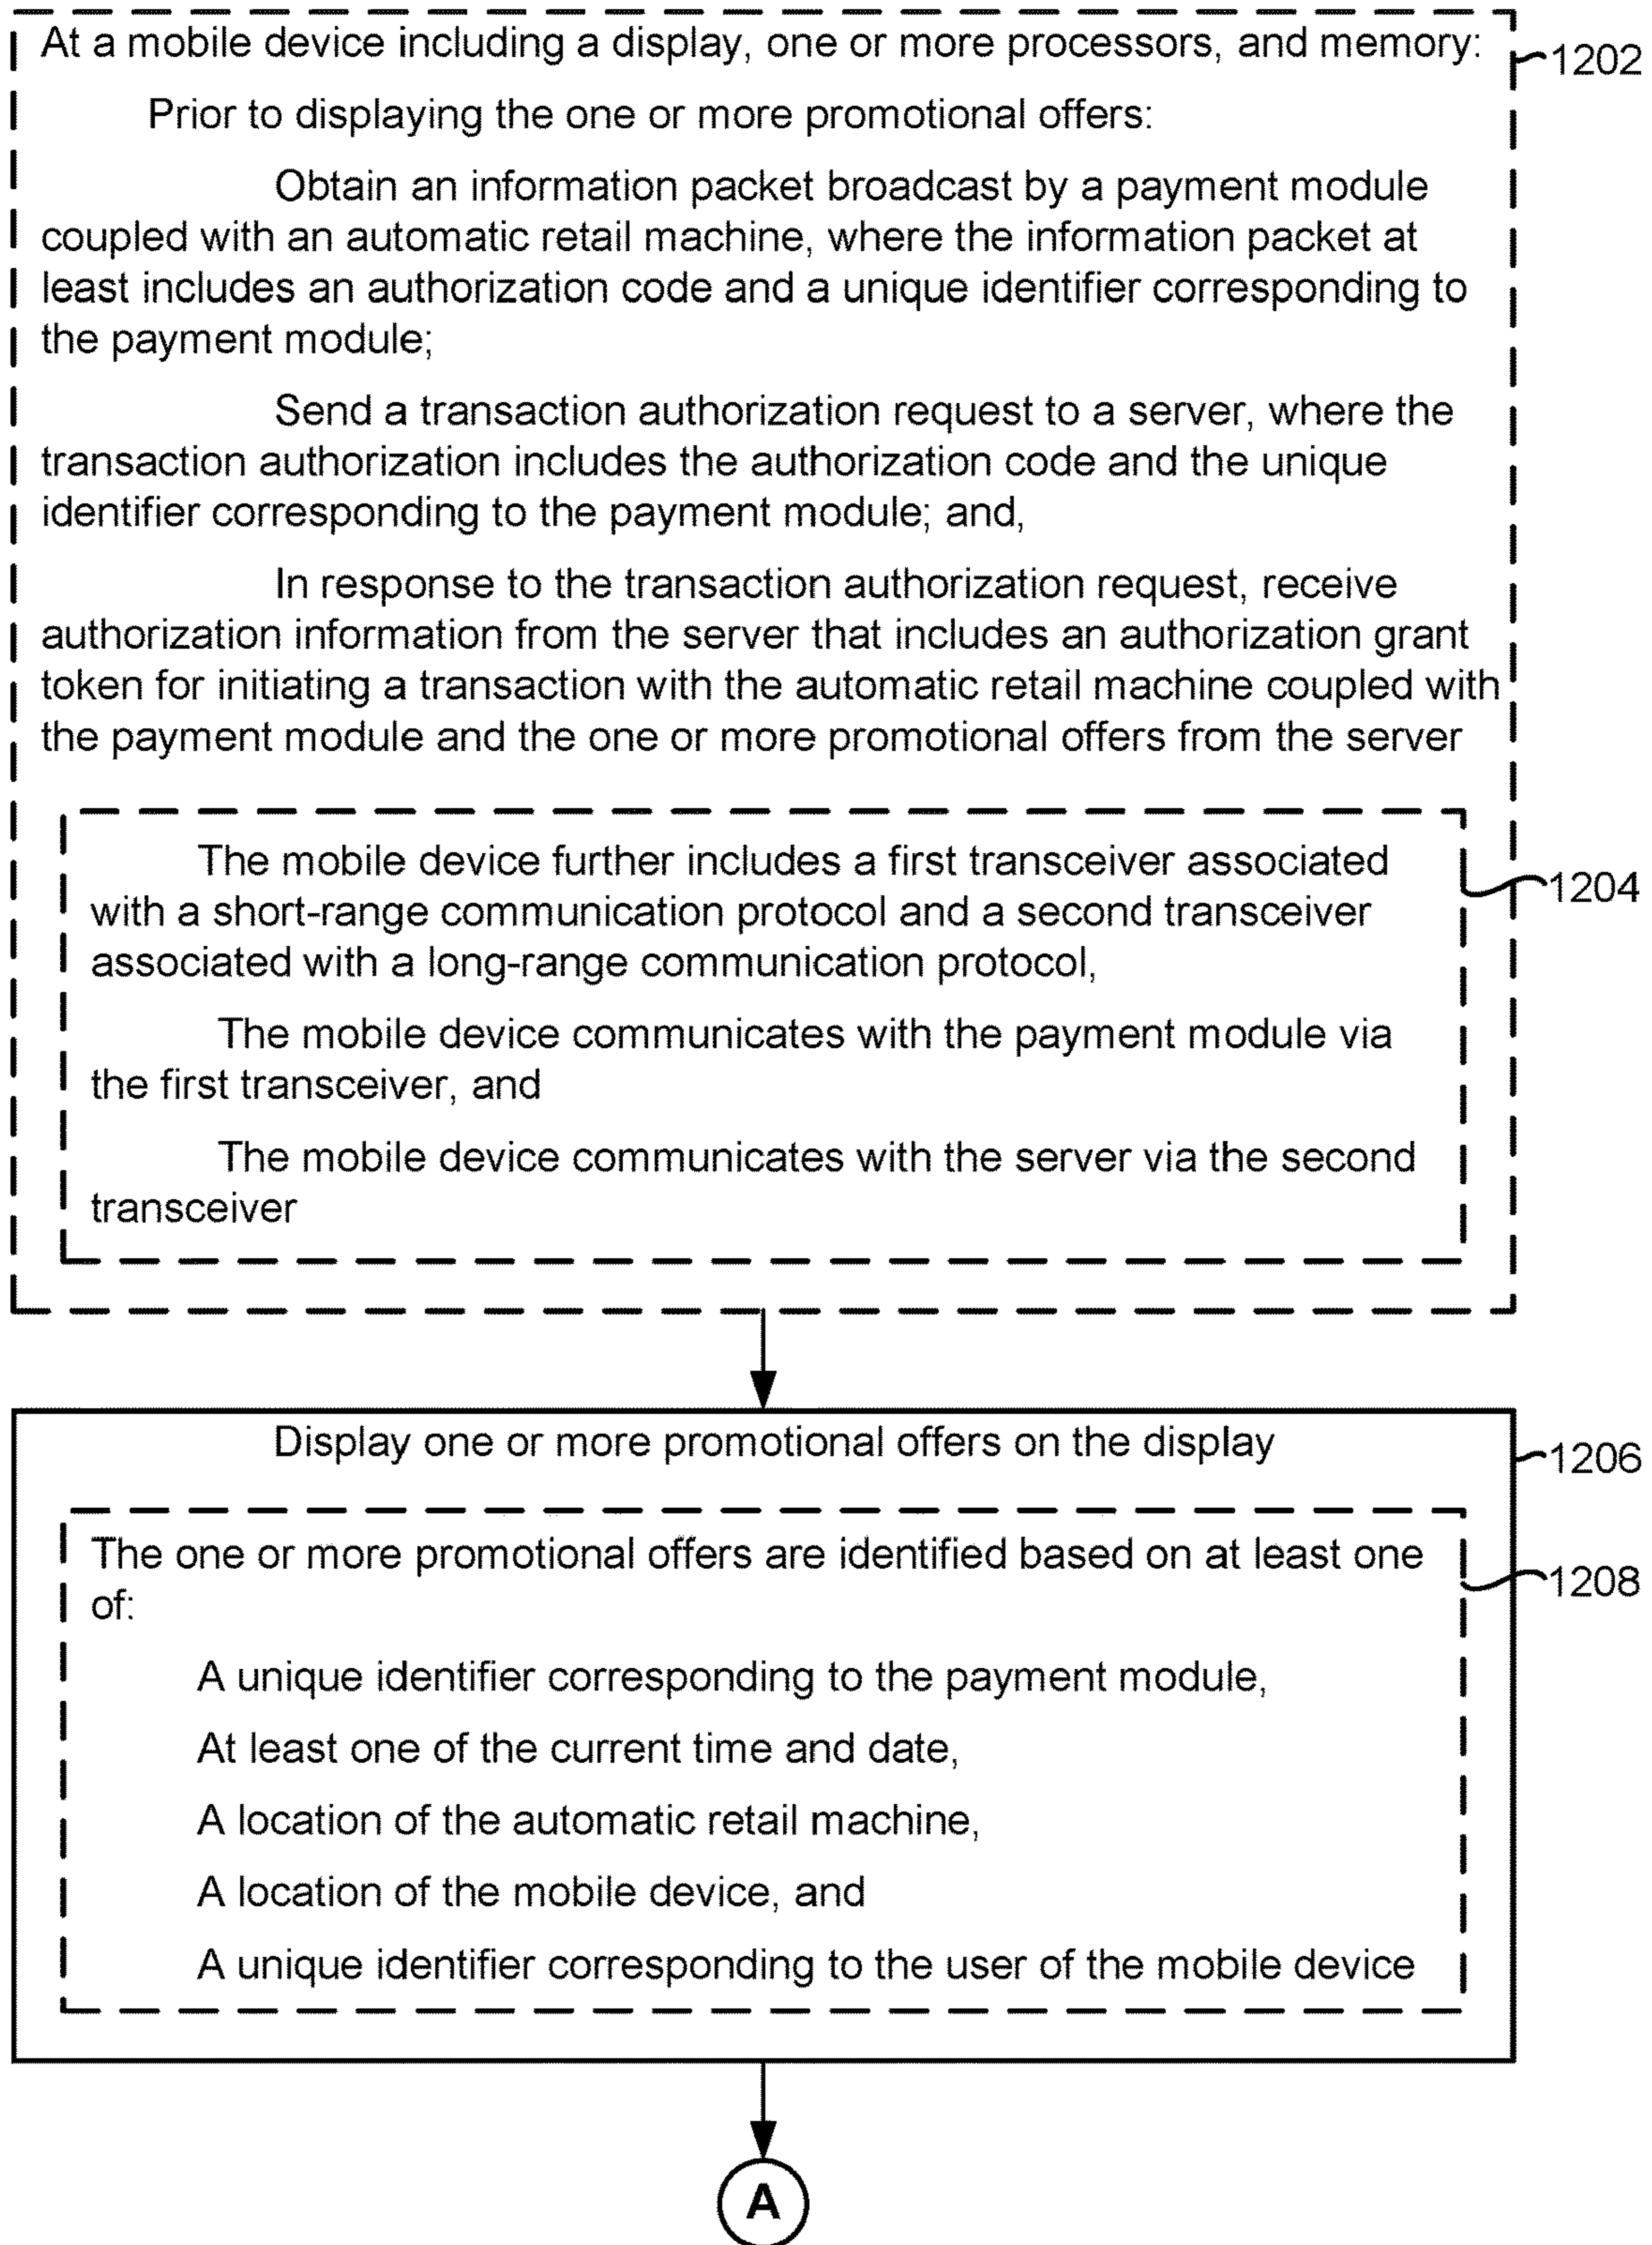 At a mobile device including a display, one or more processors, and memory:
1202
Prior to displaying the one or more promotional offers:
Obtain an information packet broadcast by a payment module
coupled with an automatic retail machine, where the information packet at
least includes an authorization code and a unique identifier corresponding to
the payment module;
Send a transaction authorization request to a server, where the
transaction authorization includes the authorization code and the unique
identifier corresponding to the payment module; and,
In response to the transaction authorization request, receive
authorization information from the server that includes an authorization grant
token for initiating a transaction with the automatic retail machine coupled with
the payment module and the one or more promotional offers from the server
The mobile device further includes a first transceiver associated
1204
with a short-range communication protocol and a second transceiver
associated with a long-range communication protocol,
The mobile device communicates with the payment module via
the first transceiver, and
The mobile device communicates with the server via the second
transceiver
Display one or more promotional offers on the display
1206
The one or more promotional offers are identified based on at least one
1208
of:
A unique identifier corresponding to the payment module,
At least one of the current time and date,
A location of the automatic retail machine,
A location of the mobile device, and
A unique identifier corresponding to the user of the mobile device
A